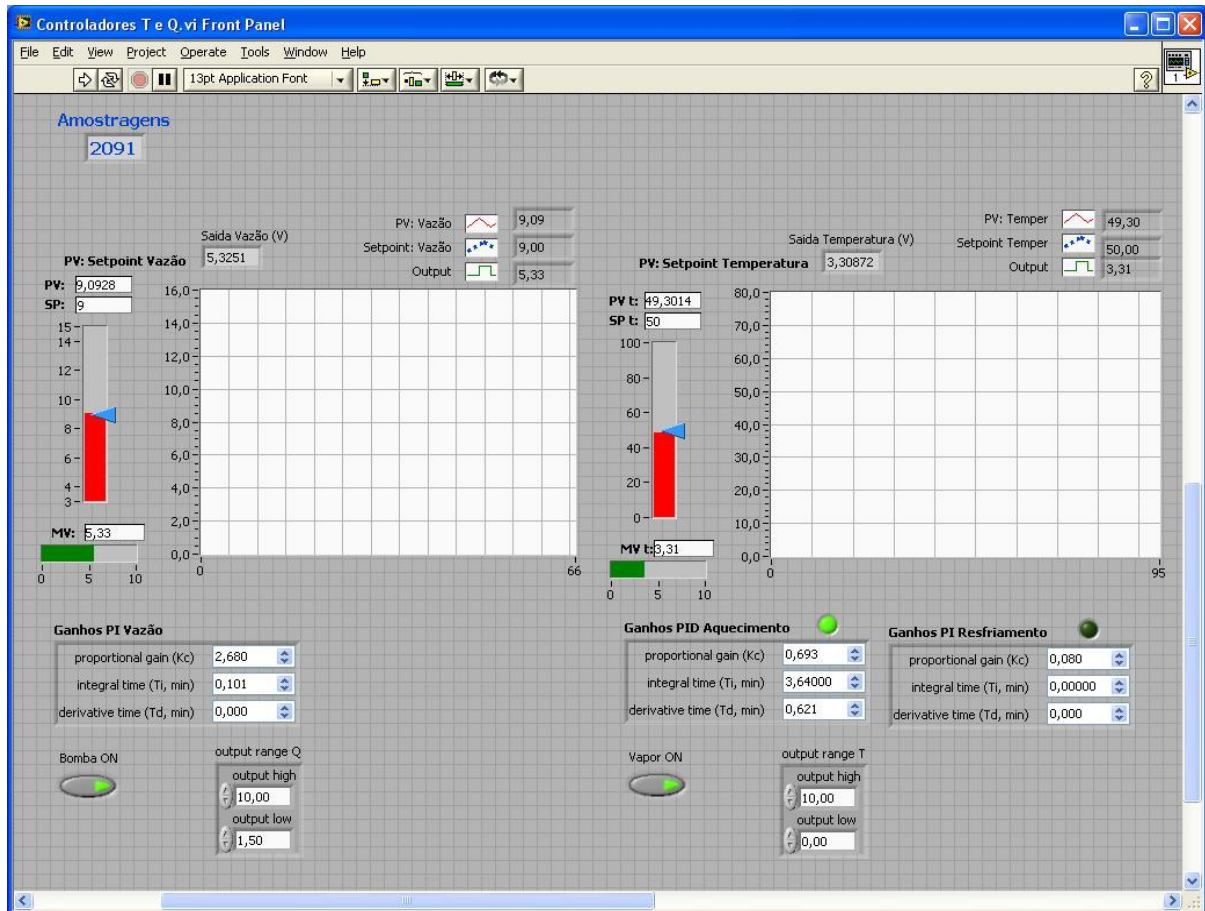 Controladores T e Q.vi Front Panel
File Edit View Project Operate Tools Window Help
13pt Application Font
1
Amostragens
2091
Saida Vazão (V)
5,3251
PV: Vazão 9,09
Setpoint: Vazão 9,00
Output 5,33
PV: Setpoint Vazão
PV: 9,0928
SP: 9
15
14
12
10
8
6
4
3
16,0
14,0
12,0
10,0
8,0
6,0
4,0
2,0
0,0
0 66
MV: 5,33
0 5 10
Saida Temperatura (V)
3,30872
PV: Temper 49,30
Setpoint Temper 50,00
Output 3,31
PV: Setpoint Temperatura
PV t: 49,3014
SP t: 50
100
80
60
40
20
0
80,0
70,0
60,0
50,0
40,0
30,0
20,0
10,0
0,0
0 95
MV t: 3,31
0 5 10
Ganhos PI Vazão
proportional gain (Kc) 2,680
integral time (Ti, min) 0,101
derivative time (Td, min) 0,000
Bomba ON
output range Q
output high
10,00
output low
1,50
Ganhos PID Aquecimento
proportional gain (Kc) 0,693
integral time (Ti, min) 3,64000
derivative time (Td, min) 0,621
Ganhos PI Resfriamento
proportional gain (Kc) 0,080
integral time (Ti, min) 0,00000
derivative time (Td, min) 0,000
Vapor ON
output range T
output high
10,00
output low
0,00